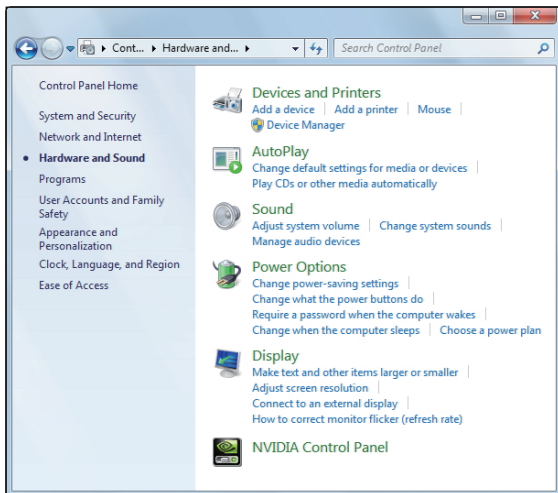 Cont... Hardware and... Search Control Panel
Control Panel Home
System and Security
Network and Internet
Hardware and Sound
Programs
User Accounts and Family
Safety
Appearance and
Personalization
Clock, Language, and Region
Ease of Access
Devices and Printers
Add a device Add a printer Mouse
Device Manager
AutoPlay
Change default settings for media or devices
Play CDs or other media automatically
Sound
Adjust system volume Change system sounds
Manage audio devices
Power Options
Change power-saving settings
Change what the power buttons do
Require a password when the computer wakes
Change when the computer sleeps Choose a power plan
Display
Make text and other items larger or smaller
Adjust screen resolution
Connect to an external display
How to correct monitor flicker (refresh rate)
NVIDIA Control Panel